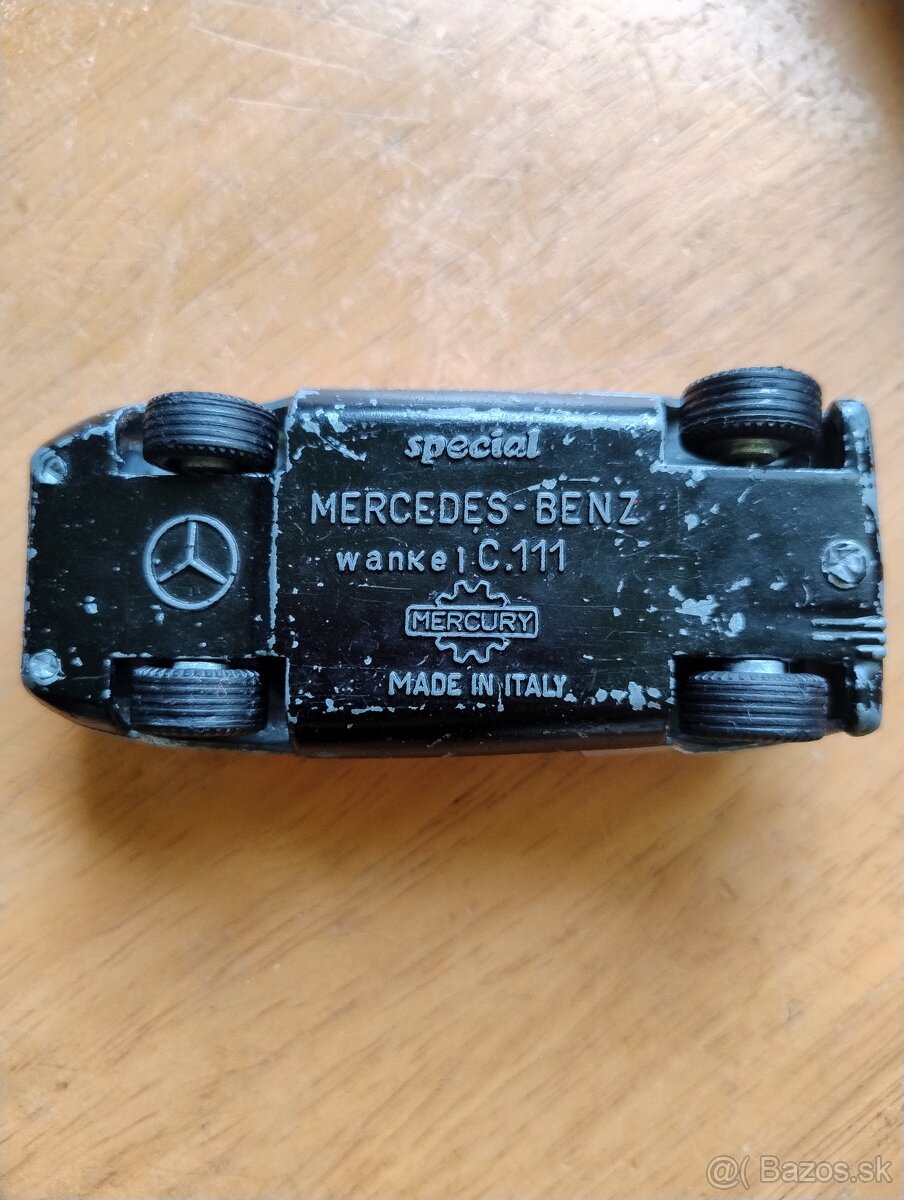 special
MERCEDES-BENZ
wankel C.111
MERCURY
MADE IN ITALY
@( Bazos.sk